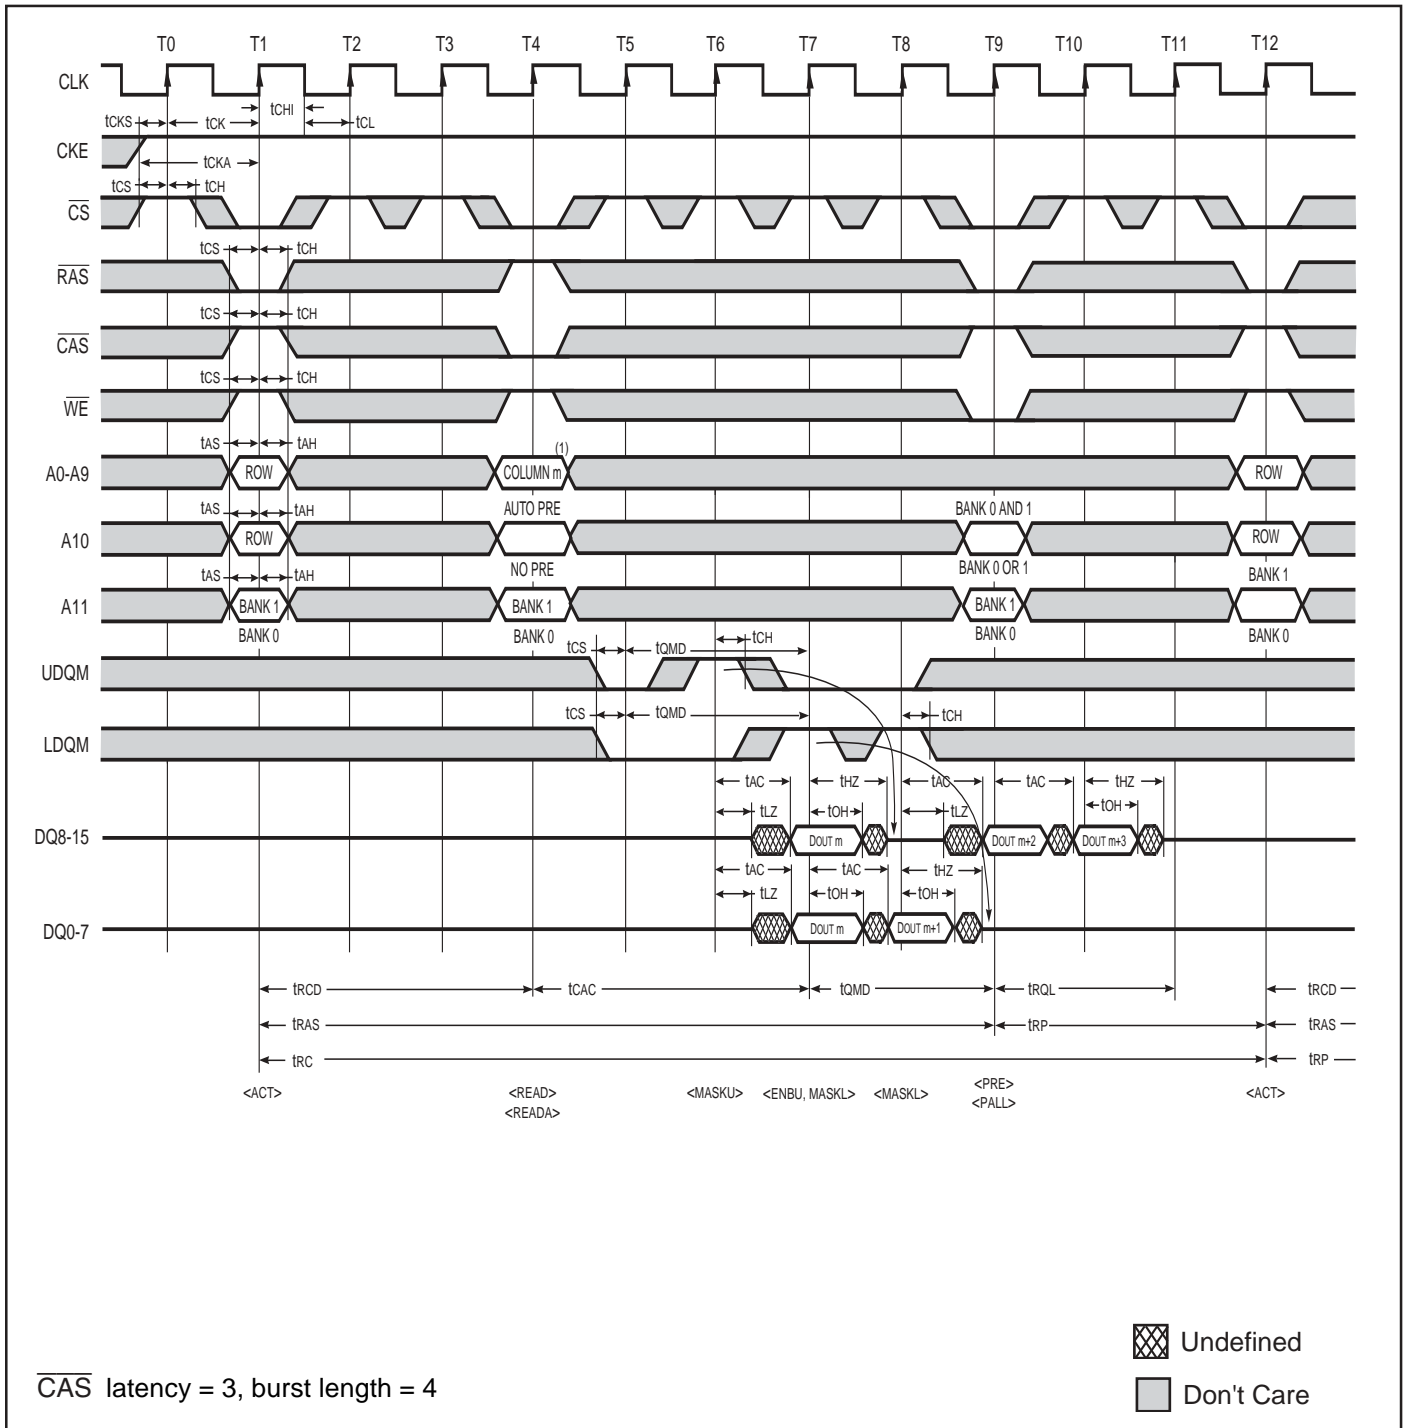 T0 T1 T2 T3 T4 T5 T6 T7 T8 T9 T10 T11 T12
CLK
tCHI
tCKS tCK tCL
CKE
tCKA
tCS tCH
CS
tCS tCH
RAS
tCS tCH
CAS
tCS tCH
WE
tAS tAH (1)
A0-A9 ROW COLUMN m ROW
tAS tAH AUTO PRE BANK 0 AND 1
A10 ROW ROW
tAS tAH NO PRE BANK 0 OR 1 BANK 1
A11 BANK 1 BANK 1 BANK 1
BANK 0 BANK 0 BANK 0 BANK 0
tCS tQMD tCH
UDQM
tCS tQMD tCH
LDQM
tAC tHZ tAC tAC tHZ
tLZ tOH tLZ tOH
DQ8-15 DOUT m DOUT m+2 DOUT m+3
tAC tAC tHZ
tLZ tOH tOH
DQ0-7 DOUT m DOUT m+1
tRCD tCAC tQMD tRQL tRCD
tRAS tRP tRAS
tRC tRP
<ACT> <READ> <MASKU> <ENBU, MASKL> <MASKL> <PRE> <ACT>
<READA> <PALL>
Undefined
CAS latency = 3, burst length = 4
Don't Care